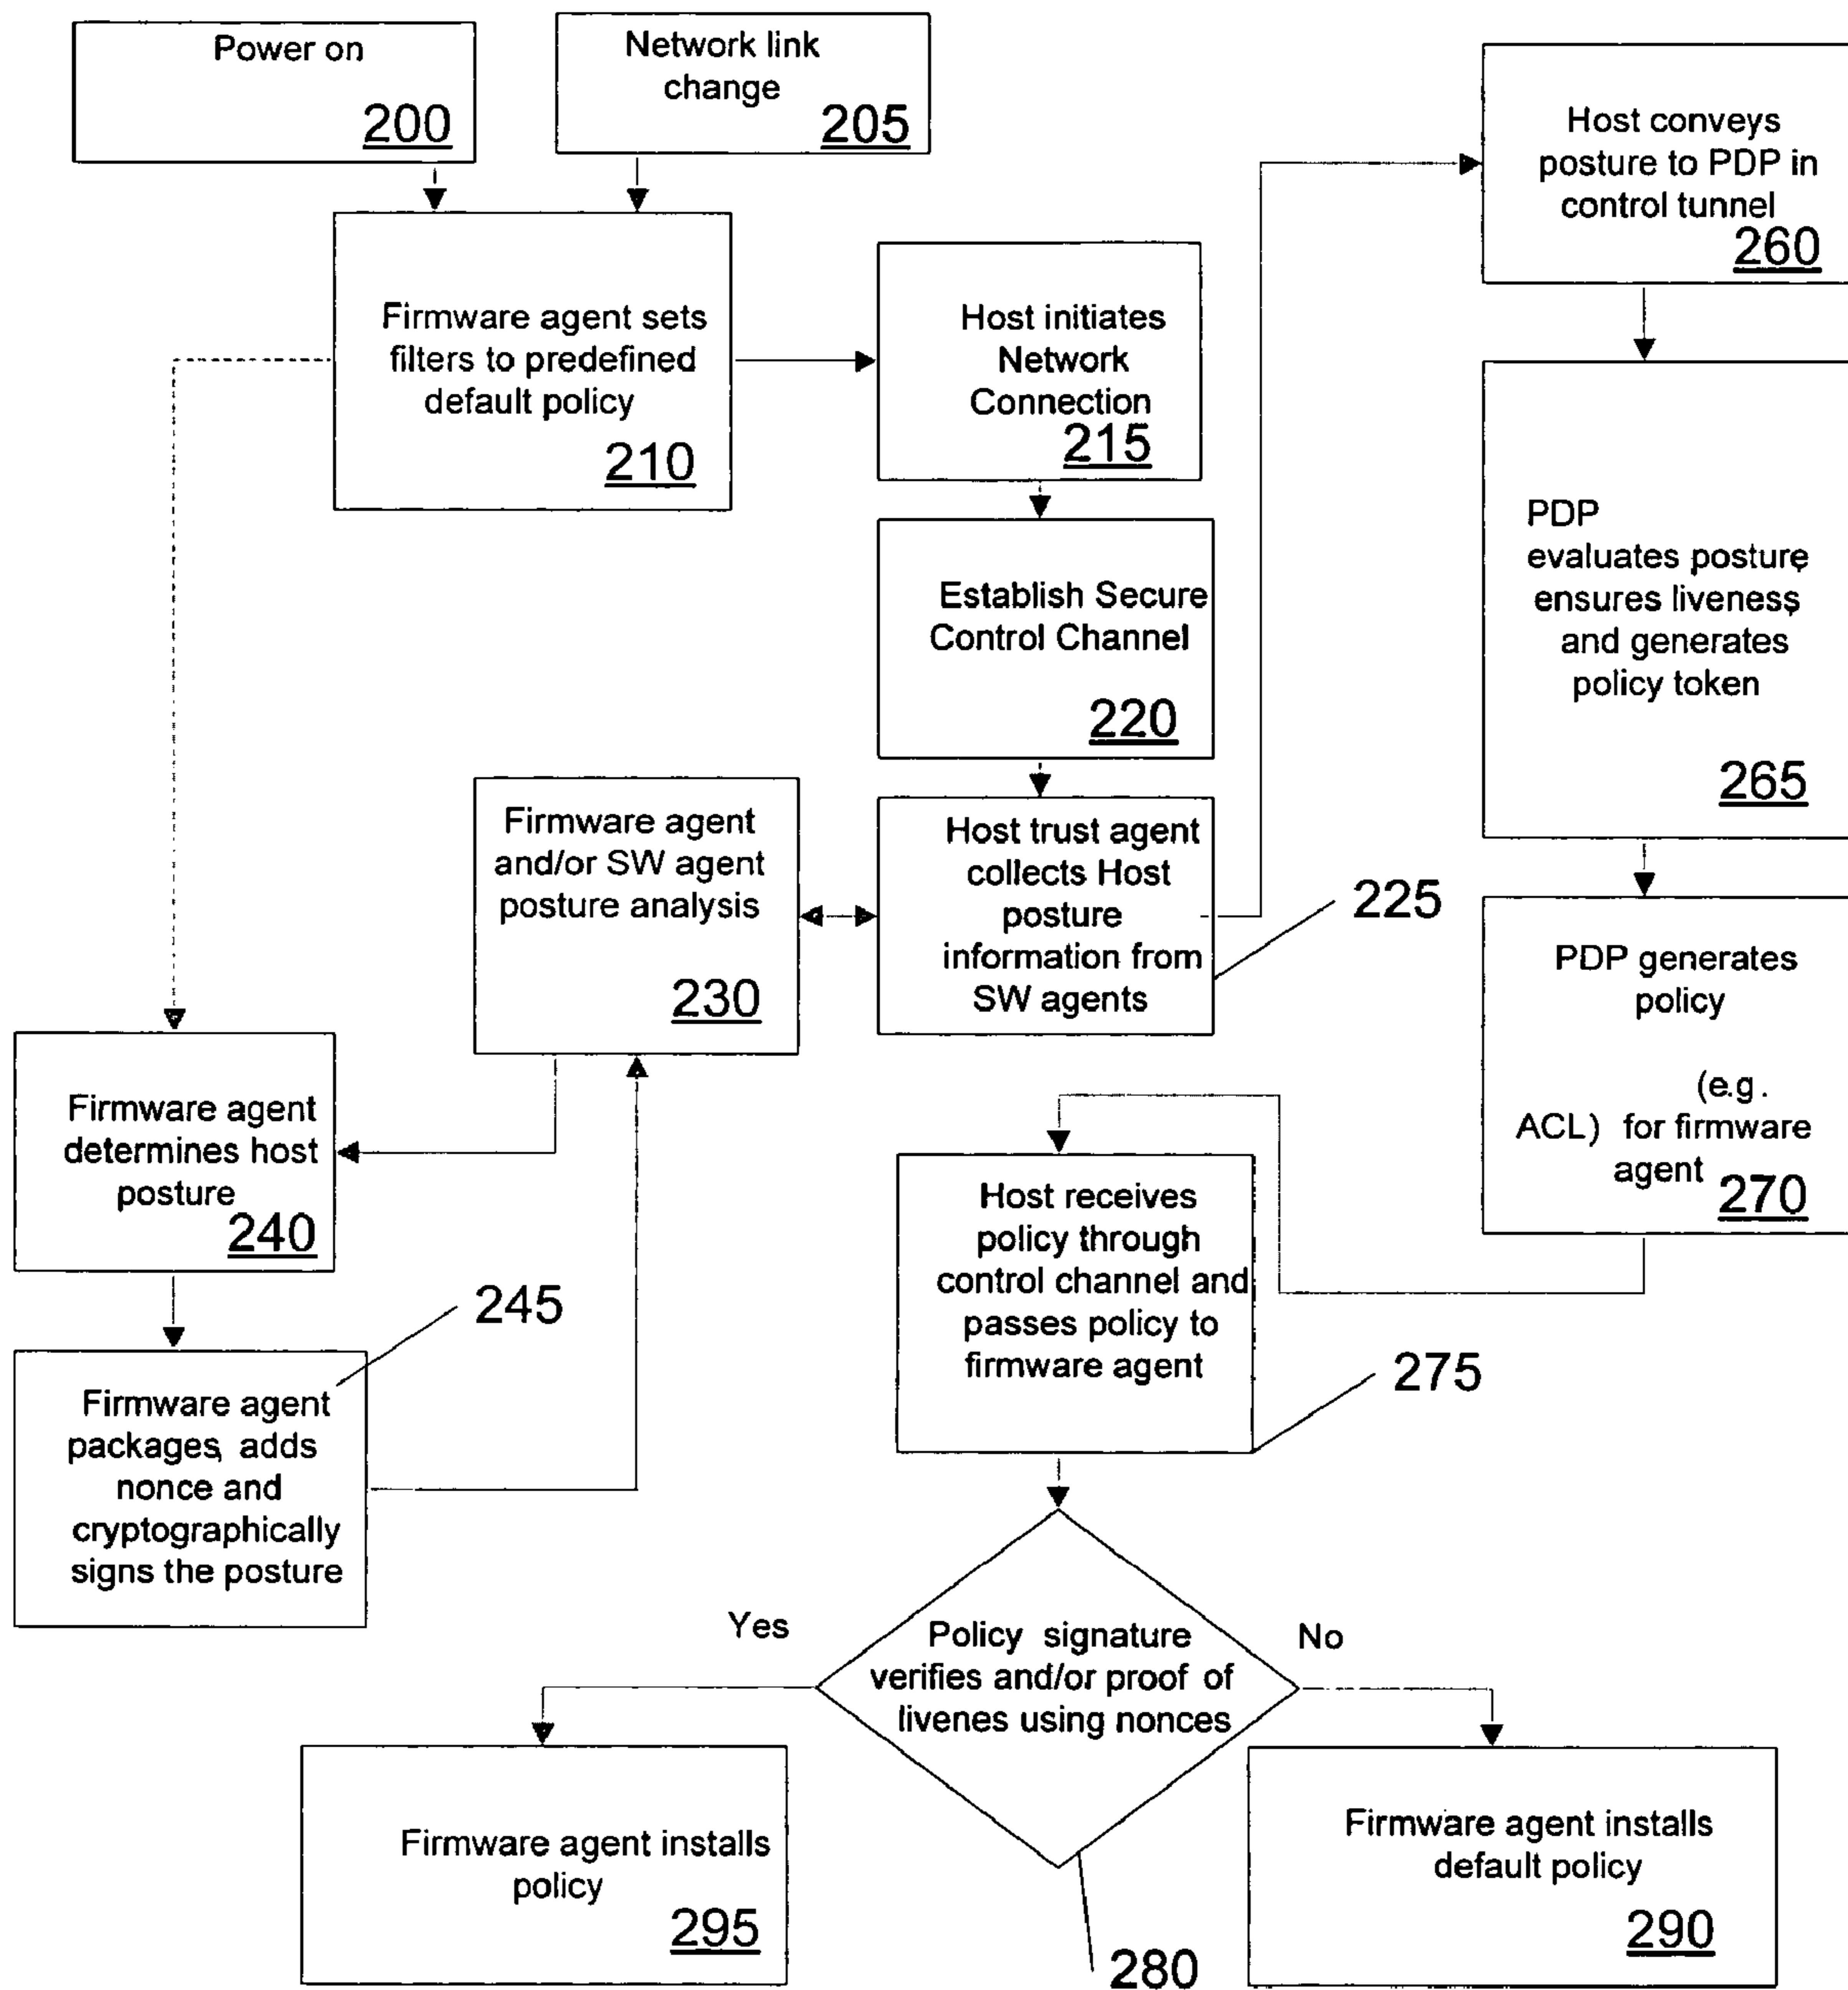 Power on
200
Network link
change
205
Firmware agent sets
filters to predefined
default policy
210
Host initiates
Network
Connection
215
Establish Secure
Control Channel
220
Host trust agent
collects Host
posture
information from
SW agents
225
Firmware agent
and/or SW agent
posture analysis
230
Firmware agent
determines host
posture
240
245
Firmware agent
packages, adds
nonce and
cryptographically
signs the posture
Host conveys
posture to PDP in
control tunnel
260
PDP
evaluates posture,
ensures liveness,
and generates
policy token
265
PDP generates
policy
(e.g.
ACL) for firmware
agent
270
Host receives
policy through
control channel and
passes policy to
firmware agent
275
Policy signature
verifies and/or proof of
livenes using nonces
280
Yes
No
Firmware agent installs
policy
295
Firmware agent installs
default policy
290